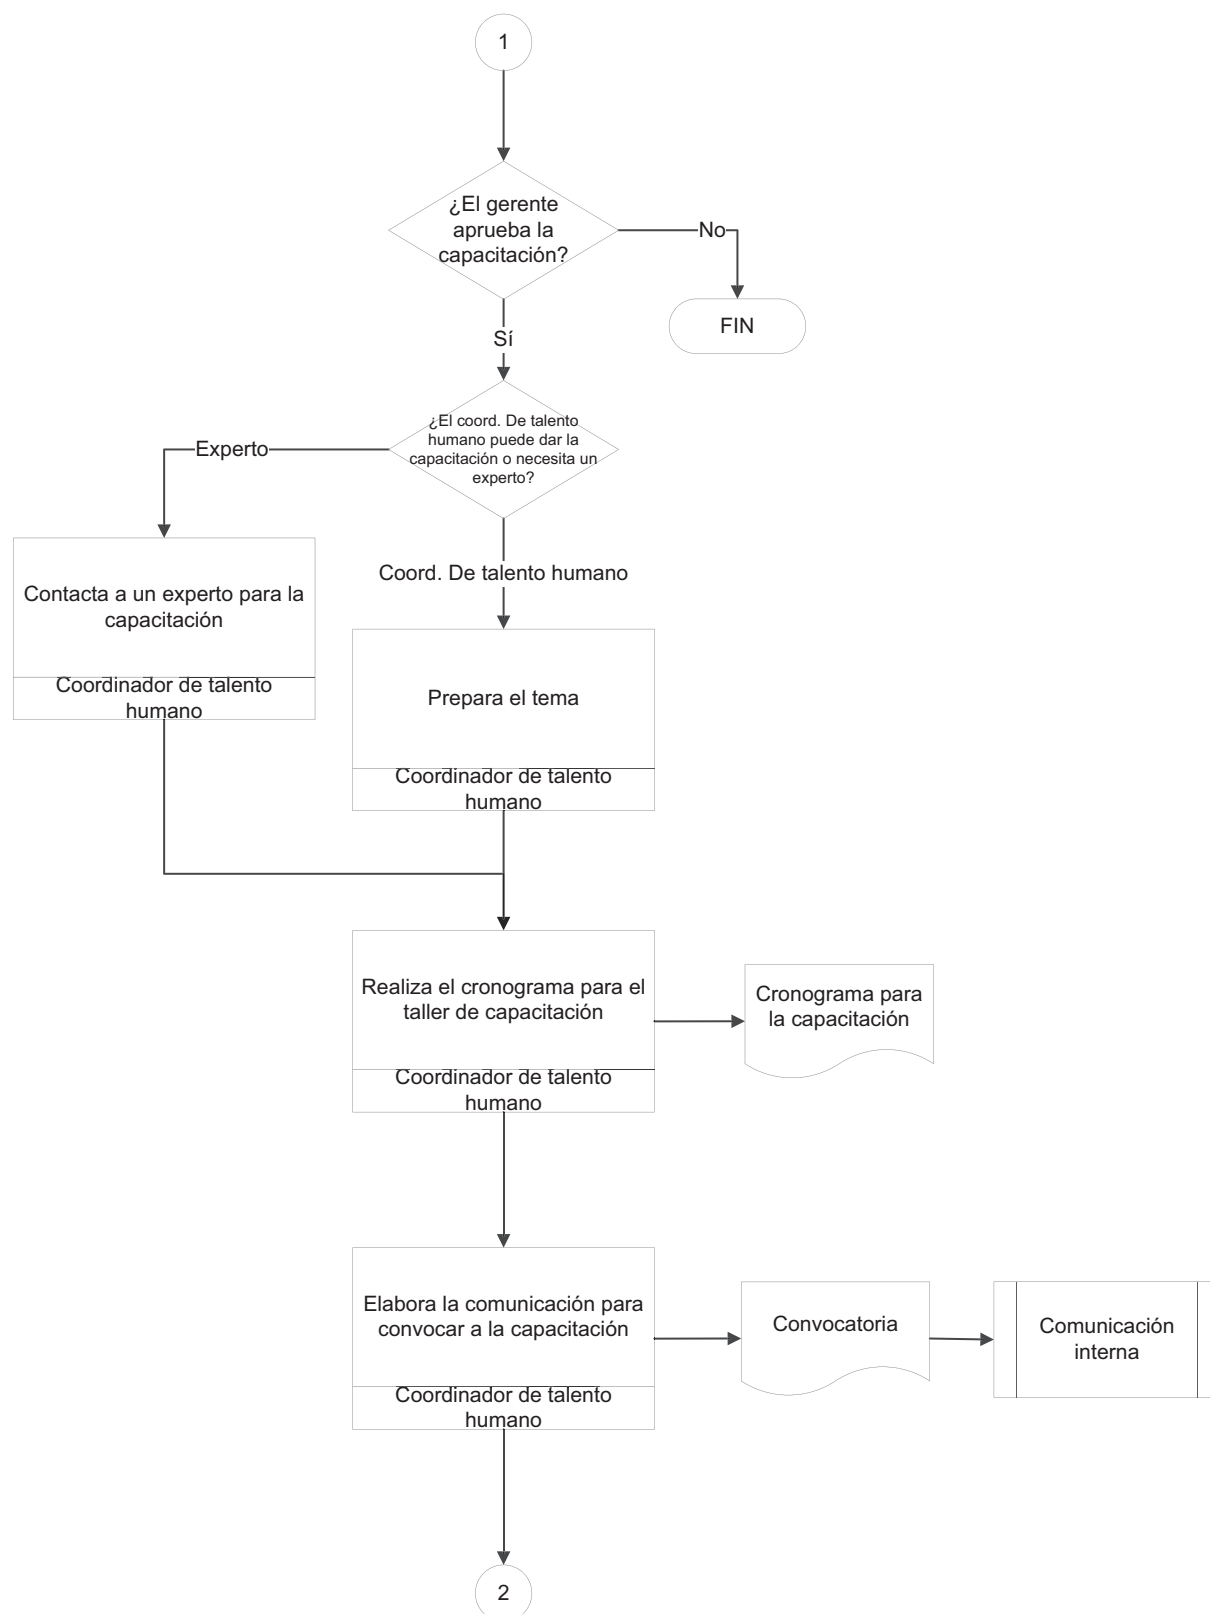 1
¿El gerente
aprueba la
capacitación?
No
FIN
Sí
¿El coord. De talento
humano puede dar la
capacitación o necesita un
experto?
Experto
Coord. De talento humano
Contacta a un experto para la
capacitación
Coordinador de talento
humano
Prepara el tema
Coordinador de talento
humano
Realiza el cronograma para el
taller de capacitación
Coordinador de talento
humano
Cronograma para
la capacitación
Elabora la comunicación para
convocar a la capacitación
Coordinador de talento
humano
Convocatoria
Comunicación
interna
2